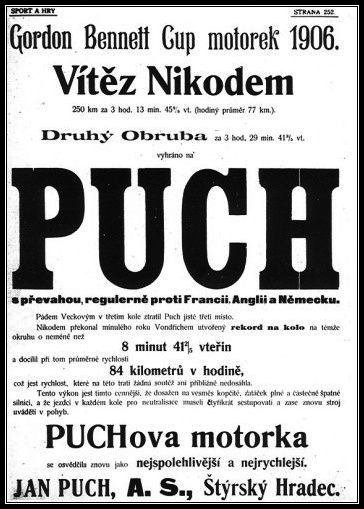 SPORT A HRY STRANA 252.
Gordon Bennett Cup motorek 1906.
Vítěz Nikodem
250 km za 3 hod. 13 min. 45⅘ vt. (hodiný průměr 77 km.).
Druhý Obruba za 3 hod. 29 min. vt.
vyhráno na
PUCH
s převahou, regulerně proti Francii, Anglii a Německu.
Pádem Veckovým v třetím kole ztratil Puch jisté třetí místo.
Nikodem překonal minulého roku Vondřichem utvořený rekord na kolo na témže
okruhu o neméně než
8 minut 41⅖ vteřin
a docílil při tom průměrné rychlosti
84 kilometrů v hodině,
což jest rychlost, které na této trati žádná soutěž ani přibližně nedosáhla.
Tento výkon jest tímto cennější, že dosažen na vesměs kopčité, zatáček plné a částečně špatné
silnici, a že jezdci v každém kole pro neutralisace museli čtyřikrát sestupovati a zase znovu stroj
uváděti v pohyb.
PUCHova motorka
se osvědčila znovu jako nejspolehlivější a nejrychlejší.
JAN PUCH, A. S., Štýrský Hradec.